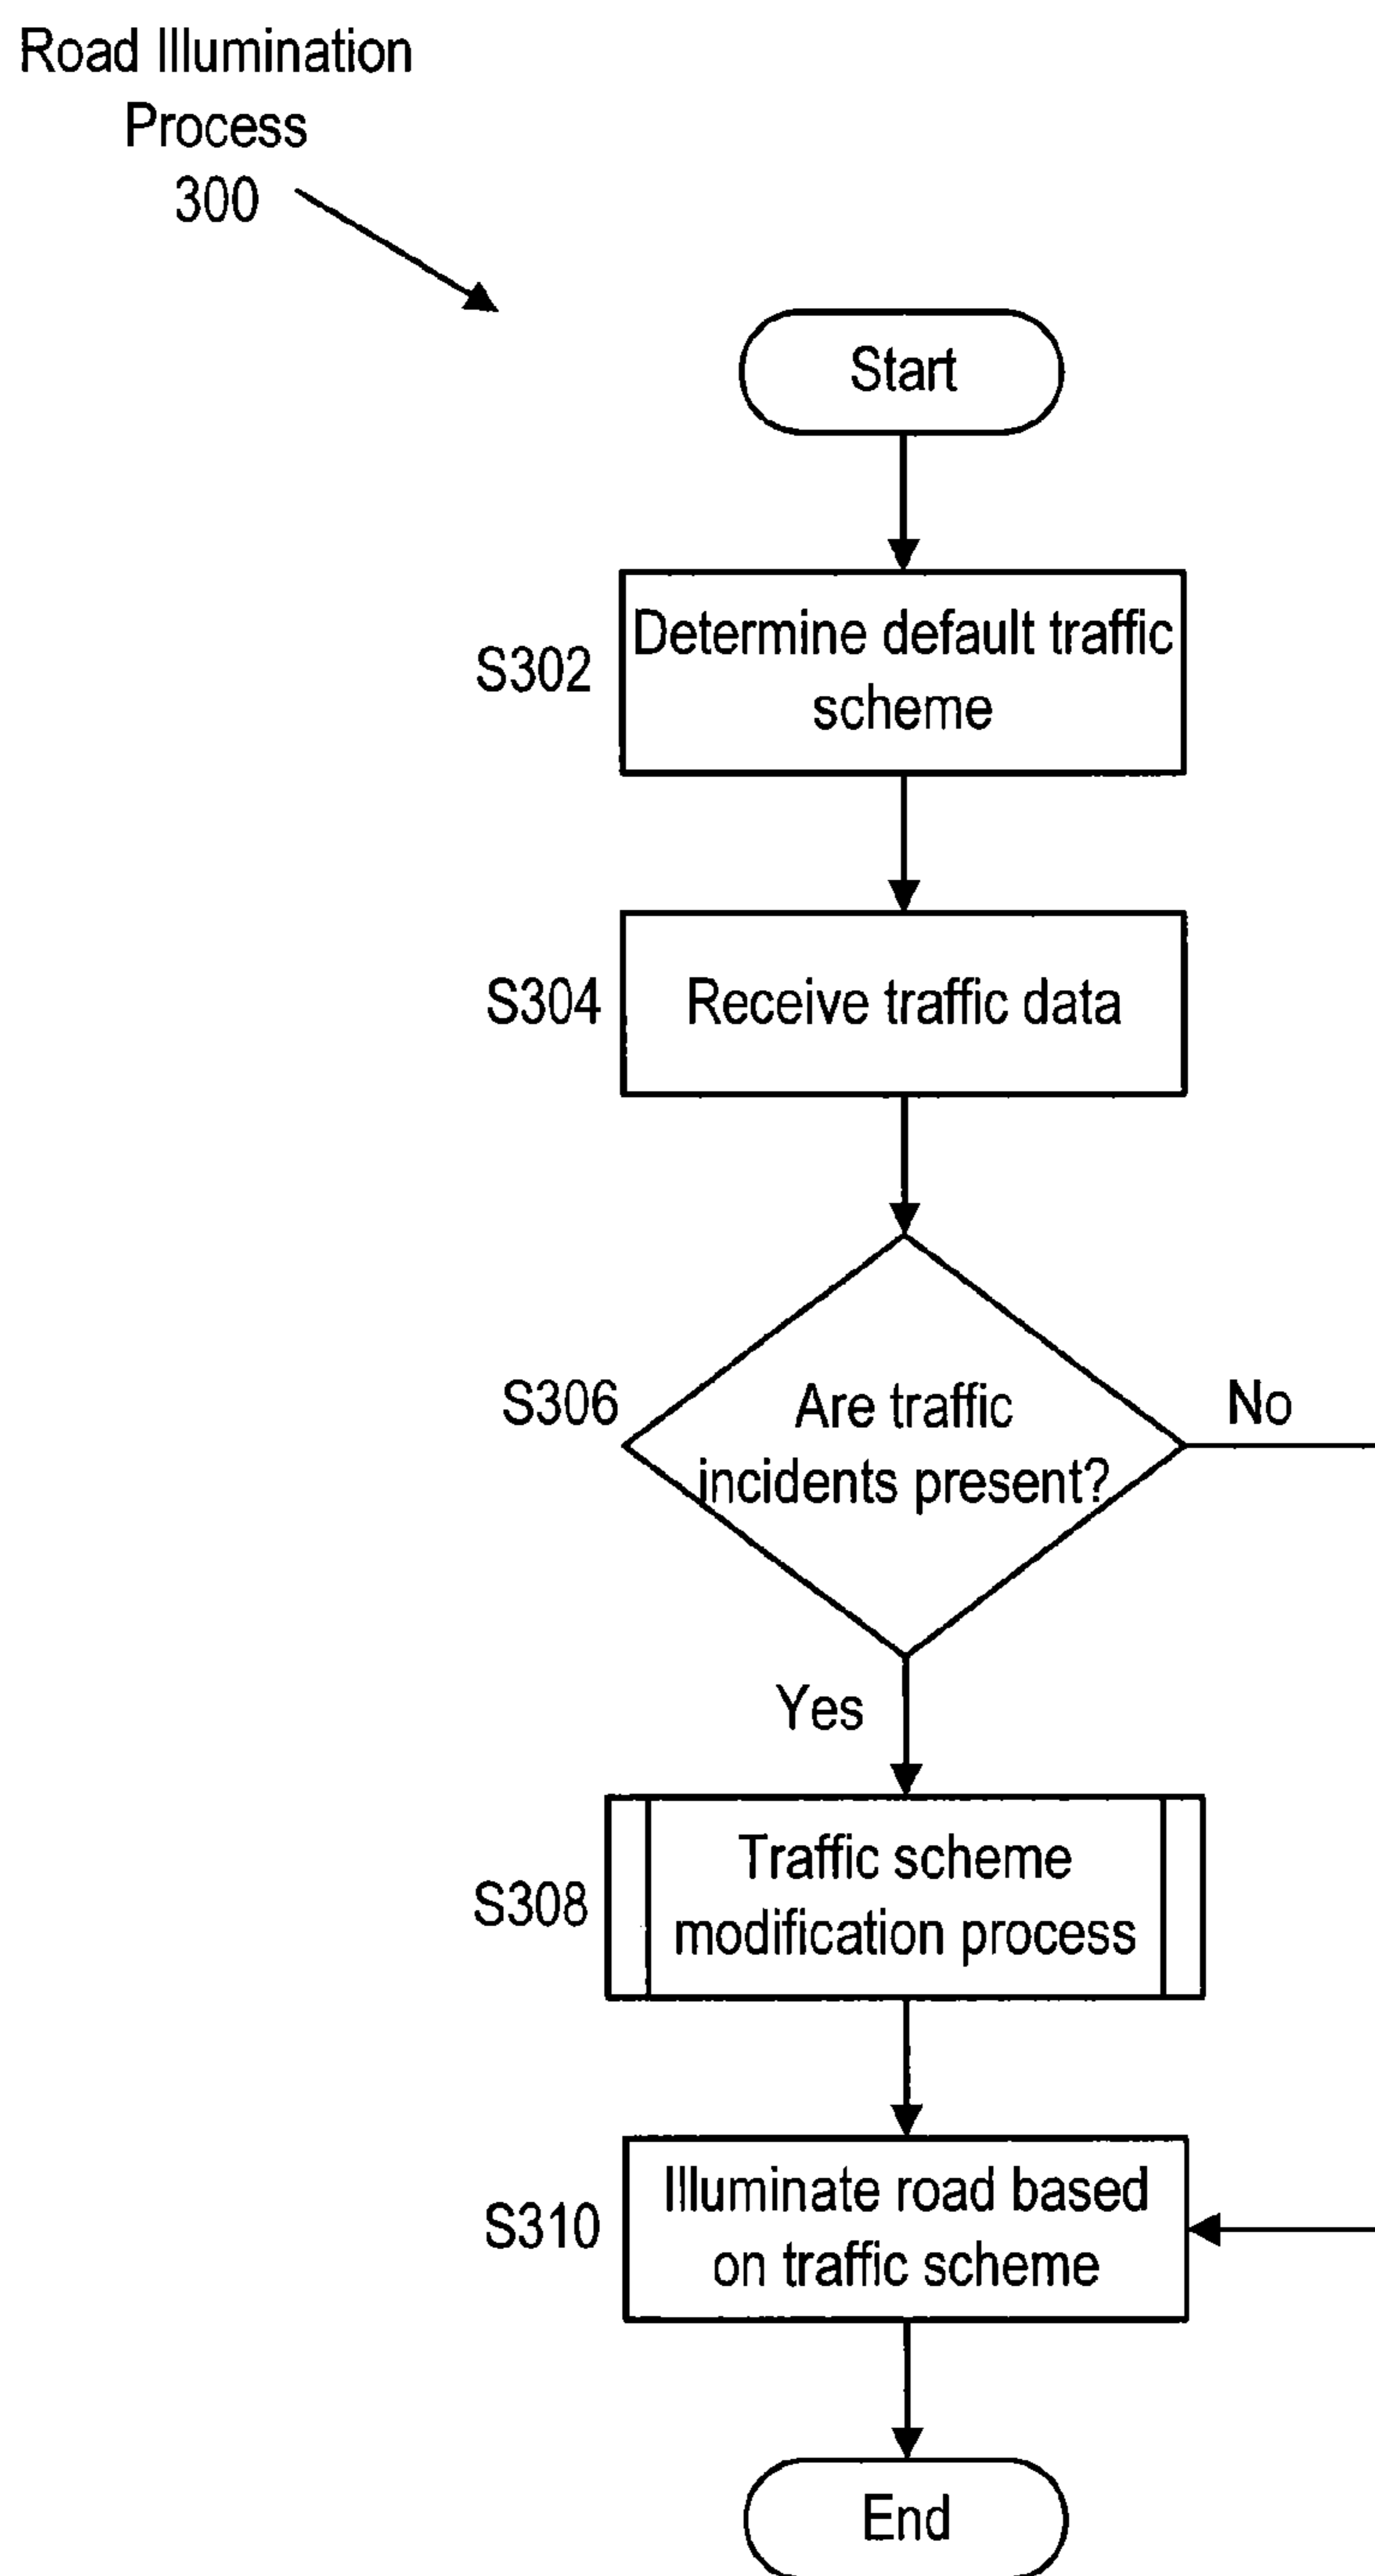 Road Illumination
Process
300
Start
S302
Determine default traffic
scheme
S304
Receive traffic data
S306
Are traffic
incidents present?
No
Yes
S308
Traffic scheme
modification process
S310
Illuminate road based
on traffic scheme
End